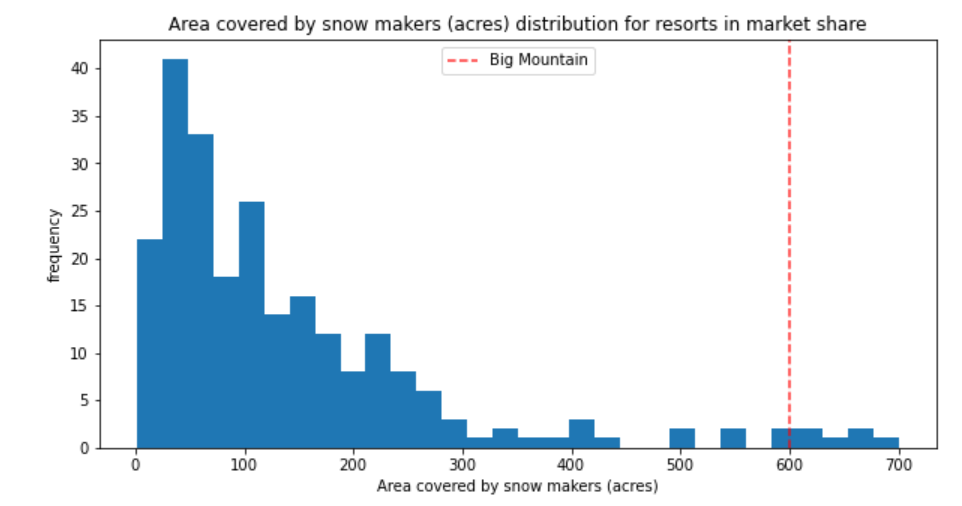 Area covered by snow makers (acres) distribution for resorts in market share
Big Mountain
frequency
40
35
30
25
20
15
10
5
0
0 100 200 300 400 500 600 700
Area covered by snow makers (acres)